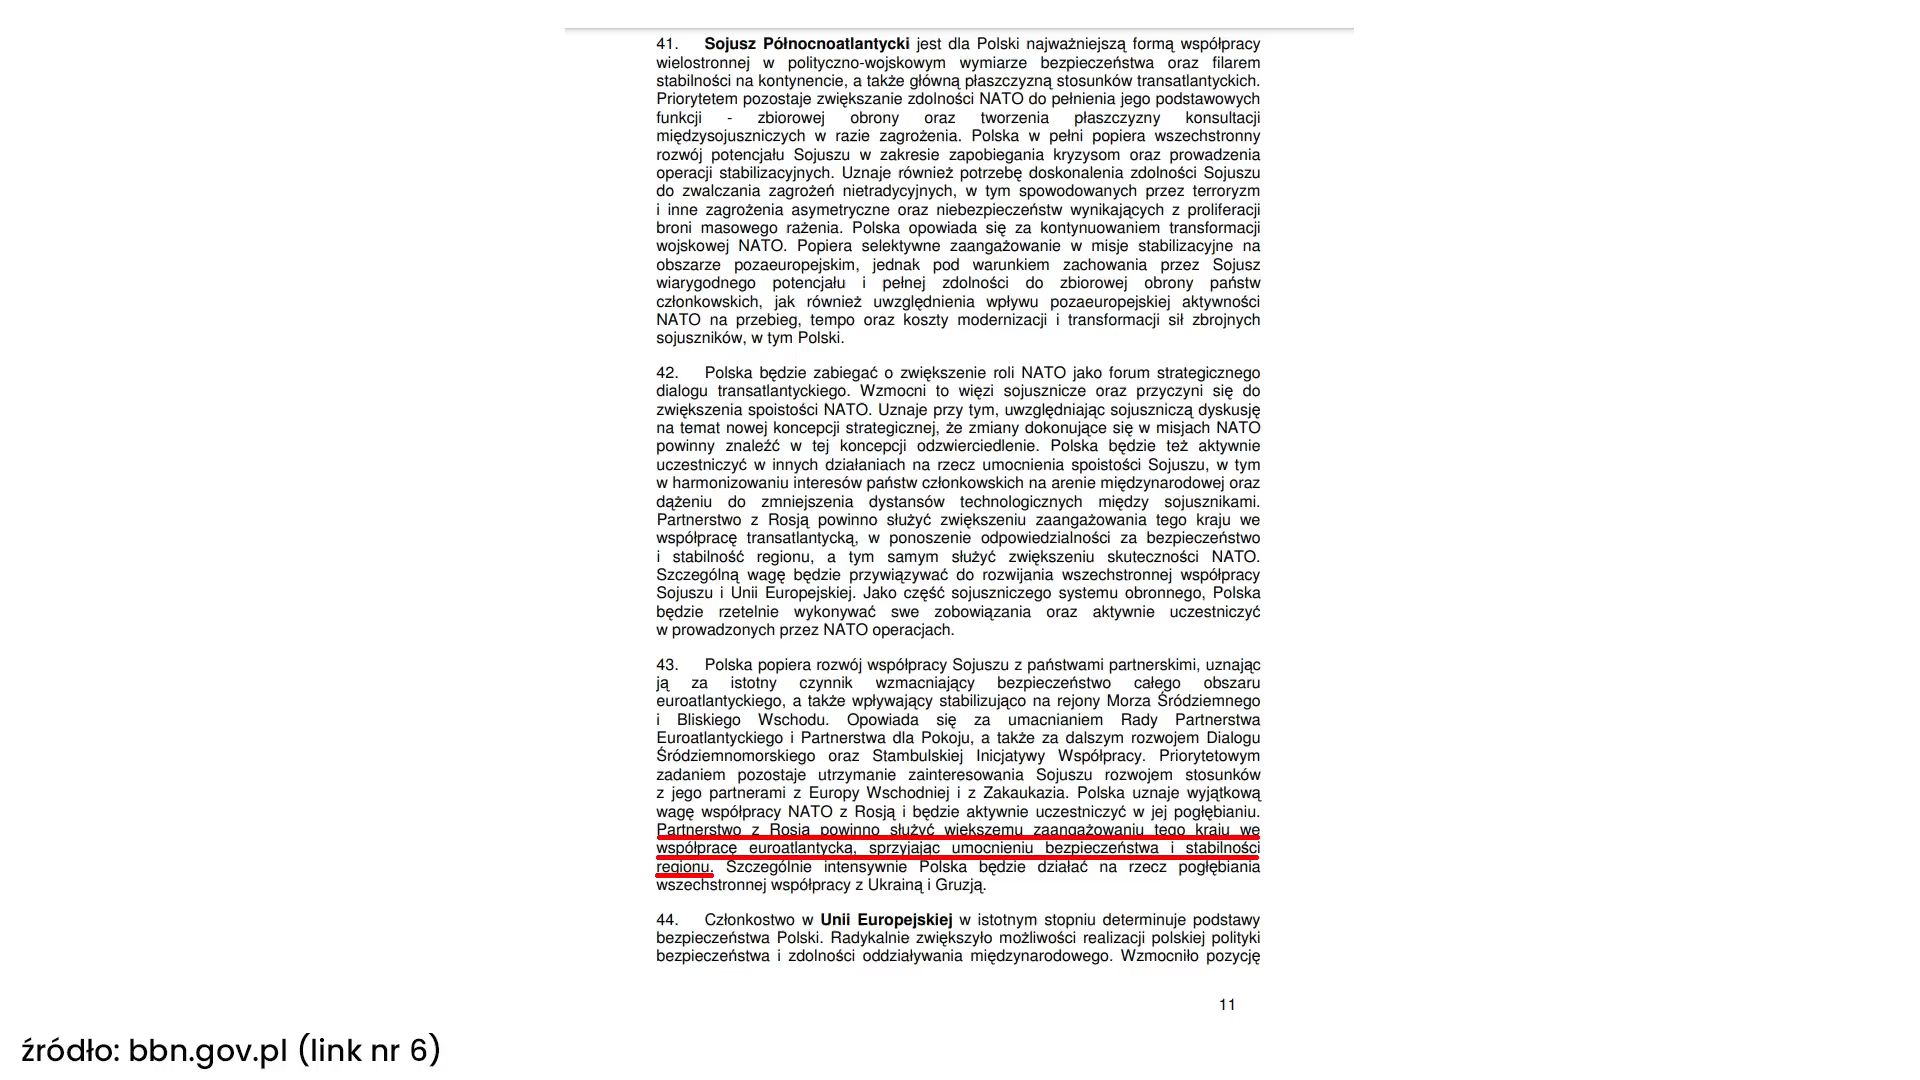 41. Sojusz Północnoatlantycki jest dla Polski najważniejszą formą współpracy
wielostronnej w polityczno-wojskowym wymiarze bezpieczeństwa oraz filarem
stabilności na kontynencie, a także główną płaszczyzną stosunków transatlantyckich.
Priorytetem pozostaje zwiększanie zdolności NATO do pełnienia jego podstawowych
funkcji - zbiorowej obrony oraz tworzenia płaszczyzny konsultacji
międzysojuszniczych w razie zagrożenia. Polska w pełni popiera wszechstronny
rozwój potencjału Sojuszu w zakresie zapobiegania kryzysom oraz prowadzenia
operacji stabilizacyjnych. Uznaje również potrzebę doskonalenia zdolności Sojuszu
do zwalczania zagrożeń nietradycyjnych, w tym spowodowanych przez terroryzm
i inne zagrożenia asymetryczne oraz niebezpieczeństw wynikających z proliferacji
broni masowego rażenia. Polska opowiada się za kontynuowaniem transformacji
wojskowej NATO. Popiera selektywne zaangażowanie w misje stabilizacyjne na
obszarze pozaeuropejskim, jednak pod warunkiem zachowania przez Sojusz
wiarygodnego potencjału i pełnej zdolności do zbiorowej obrony państw
członkowskich, jak również uwzględnienia wpływu pozaeuropejskiej aktywności
NATO na przebieg, tempo oraz koszty modernizacji i transformacji sił zbrojnych
sojuszników, w tym Polski.
42. Polska będzie zabiegać o zwiększenie roli NATO jako forum strategicznego
dialogu transatlantyckiego. Wzmocni to więzi sojusznicze oraz przyczyni się do
zwiększenia spoistości NATO. Uznaje przy tym, uwzględniając sojuszniczą dyskusję
na temat nowej koncepcji strategicznej, że zmiany dokonujące się w misjach NATO
powinny znaleźć w tej koncepcji odzwierciedlenie. Polska będzie też aktywnie
uczestniczyć w innych działaniach na rzecz umocnienia spoistości Sojuszu, w tym
w harmonizowaniu interesów państw członkowskich na arenie międzynarodowej oraz
dążeniu do zmniejszenia dystansów technologicznych między sojusznikami.
Partnerstwo z Rosją powinno służyć zwiększeniu zaangażowania tego kraju we
współpracę transatlantycką, w ponoszenie odpowiedzialności za bezpieczeństwo
i stabilność regionu, a tym samym służyć zwiększeniu skuteczności NATO.
Szczególną wagę będzie przywiązywać do rozwijania wszechstronnej współpracy
Sojuszu i Unii Europejskiej. Jako część sojuszniczego systemu obronnego, Polska
będzie rzetelnie wykonywać swe zobowiązania oraz aktywnie uczestniczyć
w prowadzonych przez NATO operacjach.
43. Polska popiera rozwój współpracy Sojuszu z państwami partnerskimi, uznając
ją za istotny czynnik wzmacniający bezpieczeństwo całego obszaru
euroatlantyckiego, a także wpływający stabilizująco na rejony Morza Śródziemnego
i Bliskiego Wschodu. Opowiada się za umacnianiem Rady Partnerstwa
Euroatlantyckiego i Partnerstwa dla Pokoju, a także za dalszym rozwojem Dialogu
Śródziemnomorskiego oraz Stambulskiej Inicjatywy Współpracy. Priorytetowym
zadaniem pozostaje utrzymanie zainteresowania Sojuszu rozwojem stosunków
z jego partnerami z Europy Wschodniej i z Zakaukazia. Polska uznaje wyjątkową
wagę współpracy NATO z Rosją i będzie aktywnie uczestniczyć w jej pogłębianiu.
Partnerstwo z Rosją powinno służyć większemu zaangażowaniu tego kraju we
współpracę euroatlantycką, sprzyjając umocnieniu bezpieczeństwa i stabilności
regionu. Szczególnie intensywnie Polska będzie działać na rzecz pogłębiania
wszechstronnej współpracy z Ukrainą i Gruzją.
44. Członkostwo w Unii Europejskiej w istotnym stopniu determinuje podstawy
bezpieczeństwa Polski. Radykalnie zwiększyło możliwości realizacji polskiej polityki
bezpieczeństwa i zdolności oddziaływania międzynarodowego. Wzmocniło pozycję
11
źródło: bbn.gov.pl (link nr 6)